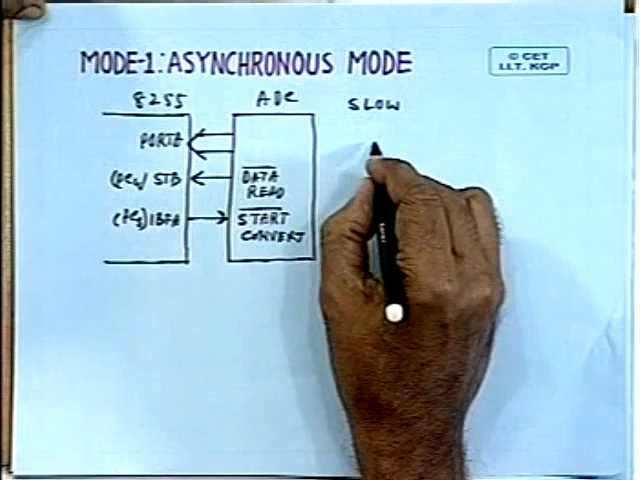 MODE-1: ASYNCHRONOUS MODE
© CET
I.I.T. KGP
8255 ADC SLOW
PORTA
(PC4) STB DATA READ
(PC5) IBFA START CONVERT